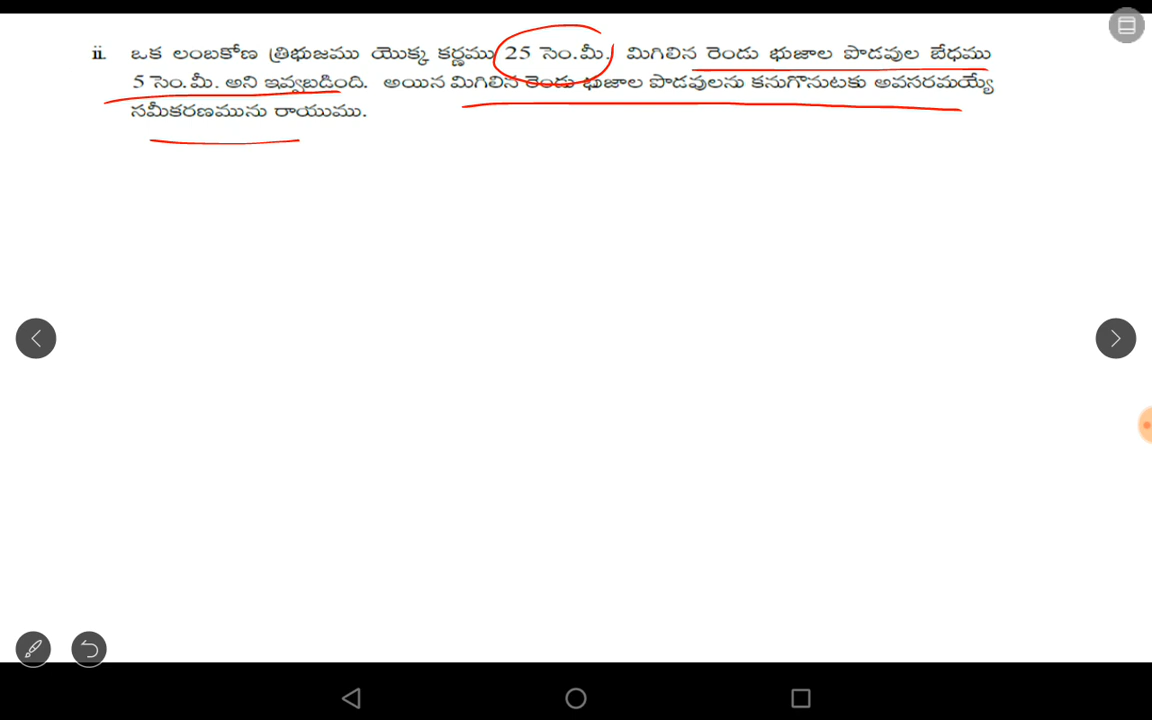 ii. ఒక లంబకోణ త్రిభుజము యొక్క కర్ణము 25 సెం.మీ. మిగిలిన రెండు భుజాల పొడవుల బేధము
5 సెం.మీ. అని ఇవ్వబడింది. అయిన మిగిలిన రెండు భుజాల పొడవులను కనుగొనుటకు అవసరమయ్యే
సమీకరణమును రాయుము.